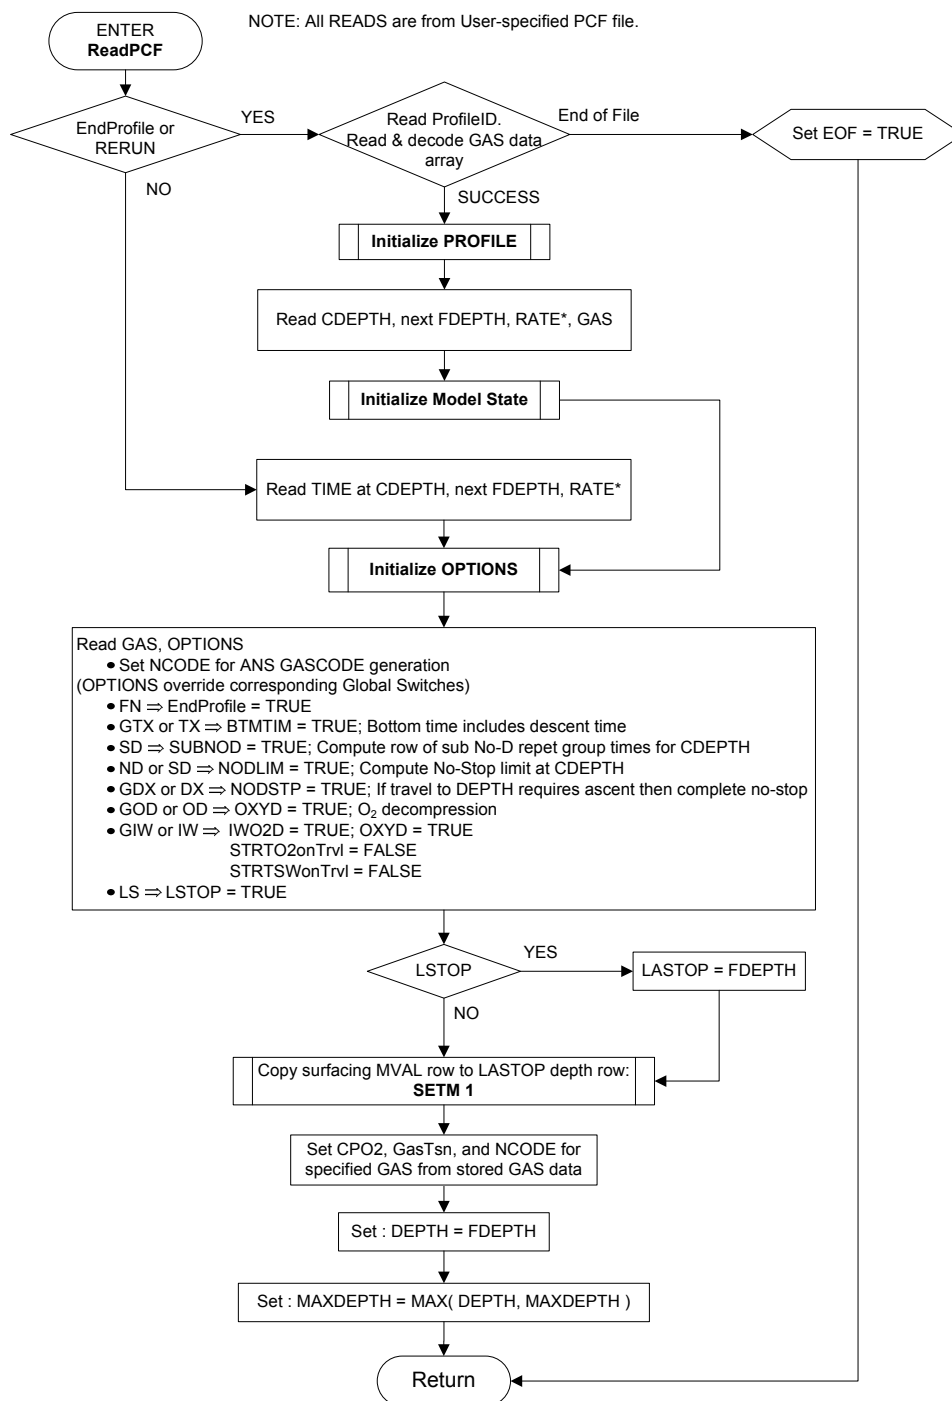 NOTE: All READS are from User-specified PCF file.
ENTER
ReadPCF
EndProfile or
RERUN
YES
NO
Read ProfileID.
Read & decode GAS data
array
End of File
Set EOF = TRUE
SUCCESS
Initialize PROFILE
Read CDEPTH, next FDEPTH, RATE*, GAS
Initialize Model State
Read TIME at CDEPTH, next FDEPTH, RATE*
Initialize OPTIONS
Read GAS, OPTIONS
• Set NCODE for ANS GASCODE generation
(OPTIONS override corresponding Global Switches)
• FN ⇒ EndProfile = TRUE
• GTX or TX ⇒ BTMTIM = TRUE; Bottom time includes descent time
• SD ⇒ SUBNOD = TRUE; Compute row of sub No-D repet group times for CDEPTH
• ND or SD ⇒ NODLIM = TRUE; Compute No-Stop limit at CDEPTH
• GDX or DX ⇒ NODSTP = TRUE; If travel to DEPTH requires ascent then complete no-stop
• GOD or OD ⇒ OXYD = TRUE; O₂ decompression
• GIW or IW ⇒ IWO2D = TRUE; OXYD = TRUE
STRTO2onTrvl = FALSE
STRTSWonTrvl = FALSE
• LS ⇒ LSTOP = TRUE
LSTOP
YES
LASTOP = FDEPTH
NO
Copy surfacing MVAL row to LASTOP depth row:
SETM 1
Set CPO2, GasTsn, and NCODE for
specified GAS from stored GAS data
Set : DEPTH = FDEPTH
Set : MAXDEPTH = MAX( DEPTH, MAXDEPTH )
Return